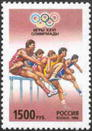 ИГРЫ XXVI
ОЛИМПИАДЫ
1500 РУБ.
РОССИЯ
ROSSIJA 1996